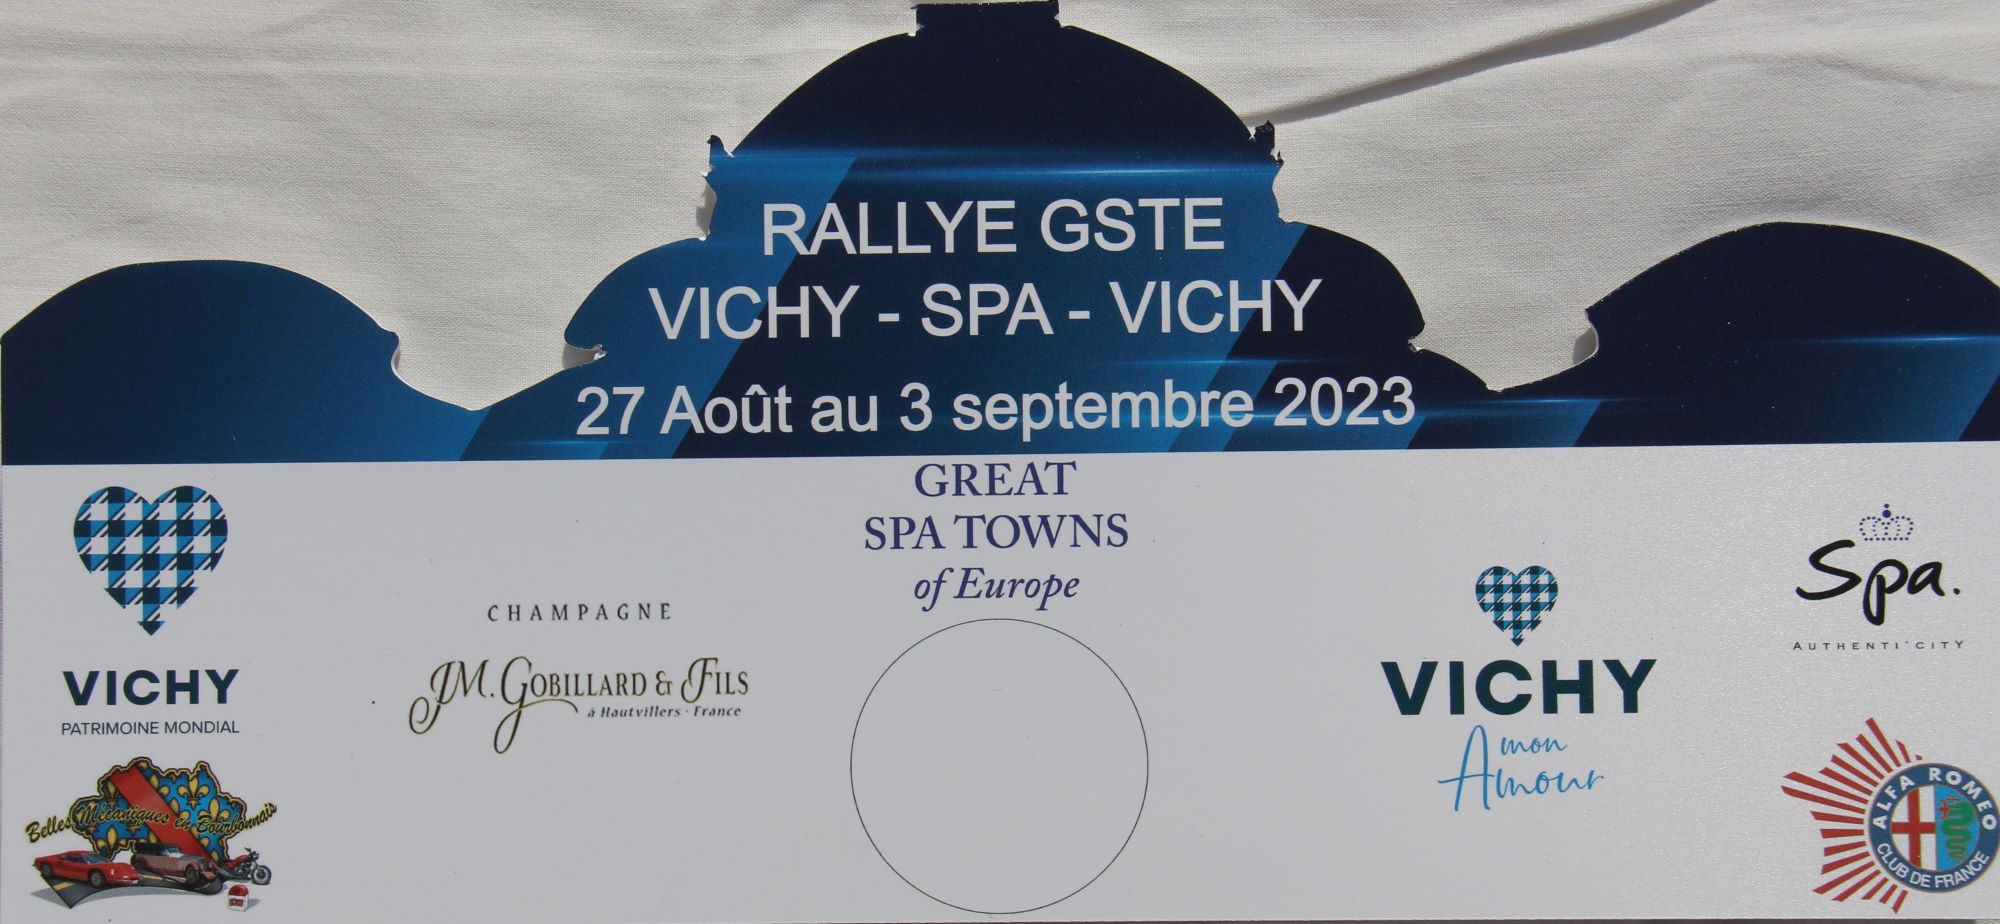 RALLYE GSTE
VICHY - SPA - VICHY
27 Août au 3 septembre 2023
GREAT
SPA TOWNS
of Europe
VICHY
PATRIMOINE MONDIAL
Belles Mécaniques en Bourbonnais
CHAMPAGNE
JM. GOBILLARD & FILS
à Hautvillers · France
VICHY
mon
Amour
Spa.
AUTHENTI'CITY
ALFA ROMEO
CLUB DE FRANCE